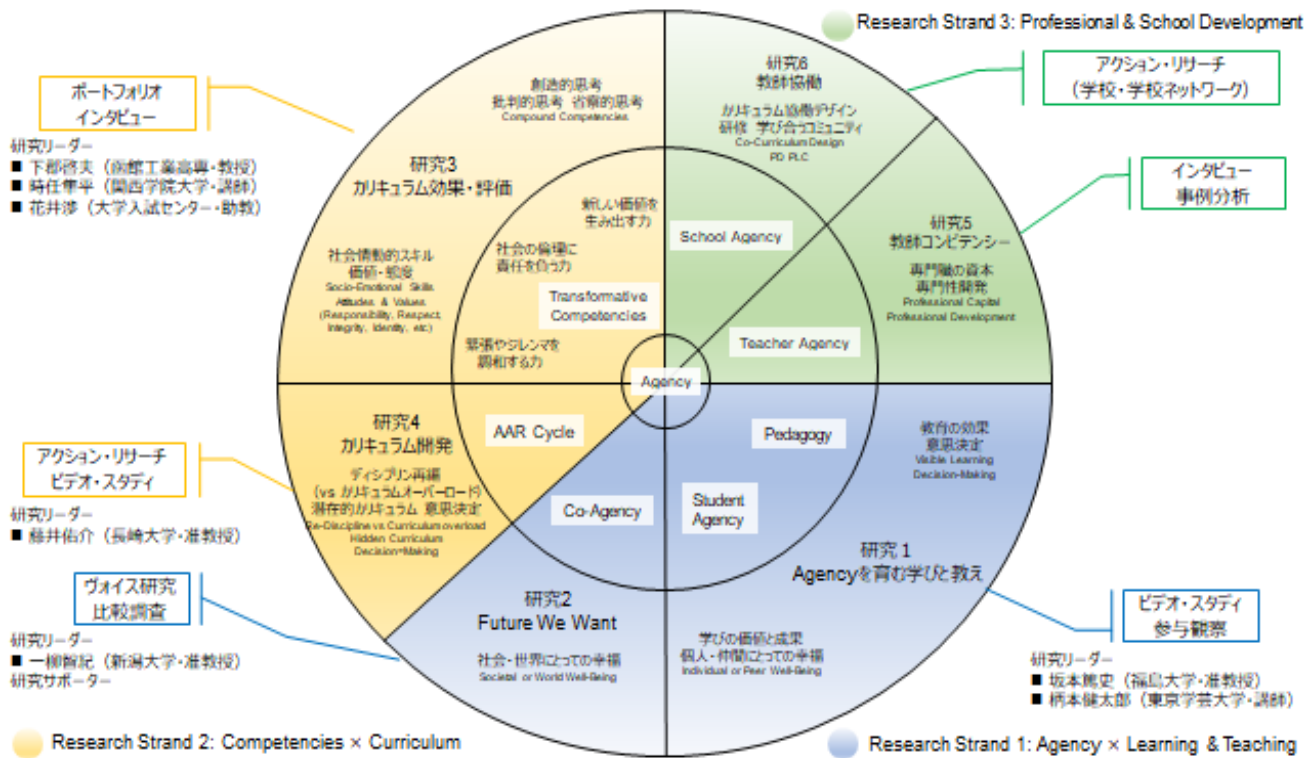 Research Strand 3: Professional & School Development
ポートフォリオ
インタビュー
研究リーダー
■ 下郡啓夫（函館工業高専・教授）
■ 時任隼平（関西学院大学・講師）
■ 花井渉（大学入試センター・助教）
創造的思考
批判的思考 省察的思考
Compound Competencies
研究3
カリキュラム効果・評価
社会情動的スキル
価値・態度
Socio-Emotional Skills
Attitudes & Values
(Responsibility, Respect,
Integrity, Identity, etc)
新しい価値を
生み出す力
社会の倫理に
責任を負う力
Transformative
Competencies
緊張やジレンマを
調和する力
研究6
教師協働
カリキュラム協働デザイン
研修 学び合うコミュニティ
Co-Curriculum Design
PD PLC
School Agency
アクション・リサーチ
（学校・学校ネットワーク）
インタビュー
事例分析
研究5
教師コンピテンシー
専門職の資本
専門性開発
Professional Capital
Professional Development
Teacher Agency
Agency
研究4
カリキュラム開発
ディシプリン再編
(vs カリキュラムオーバーロード)
潜在的カリキュラム 意思決定
Re-Discipline vs Curriculum overload
Hidden Curriculum
Decision=Making
AAR Cycle
Co-Agency
Student
Agency
Pedagogy
教育の効果
意思決定
Visible Learning
Decision-Making
アクション・リサーチ
ビデオ・スタディ
研究リーダー
■ 藤井佑介（長崎大学・准教授）
ヴォイス研究
比較調査
研究リーダー
■ 一柳智紀（新潟大学・准教授）
研究サポーター
研究2
Future We Want
社会・世界にとっての幸福
Societal or World Well-Being
研究1
Agencyを育む学びと教え
学びの価値と成果
個人・仲間にとっての幸福
Individual or Peer Well-Being
ビデオ・スタディ
参与観察
研究リーダー
■ 坂本篤史（福島大学・准教授）
■ 柄本健太郎（東京学芸大学・講師）
Research Strand 2: Competencies × Curriculum
Research Strand 1: Agency × Learning & Teaching